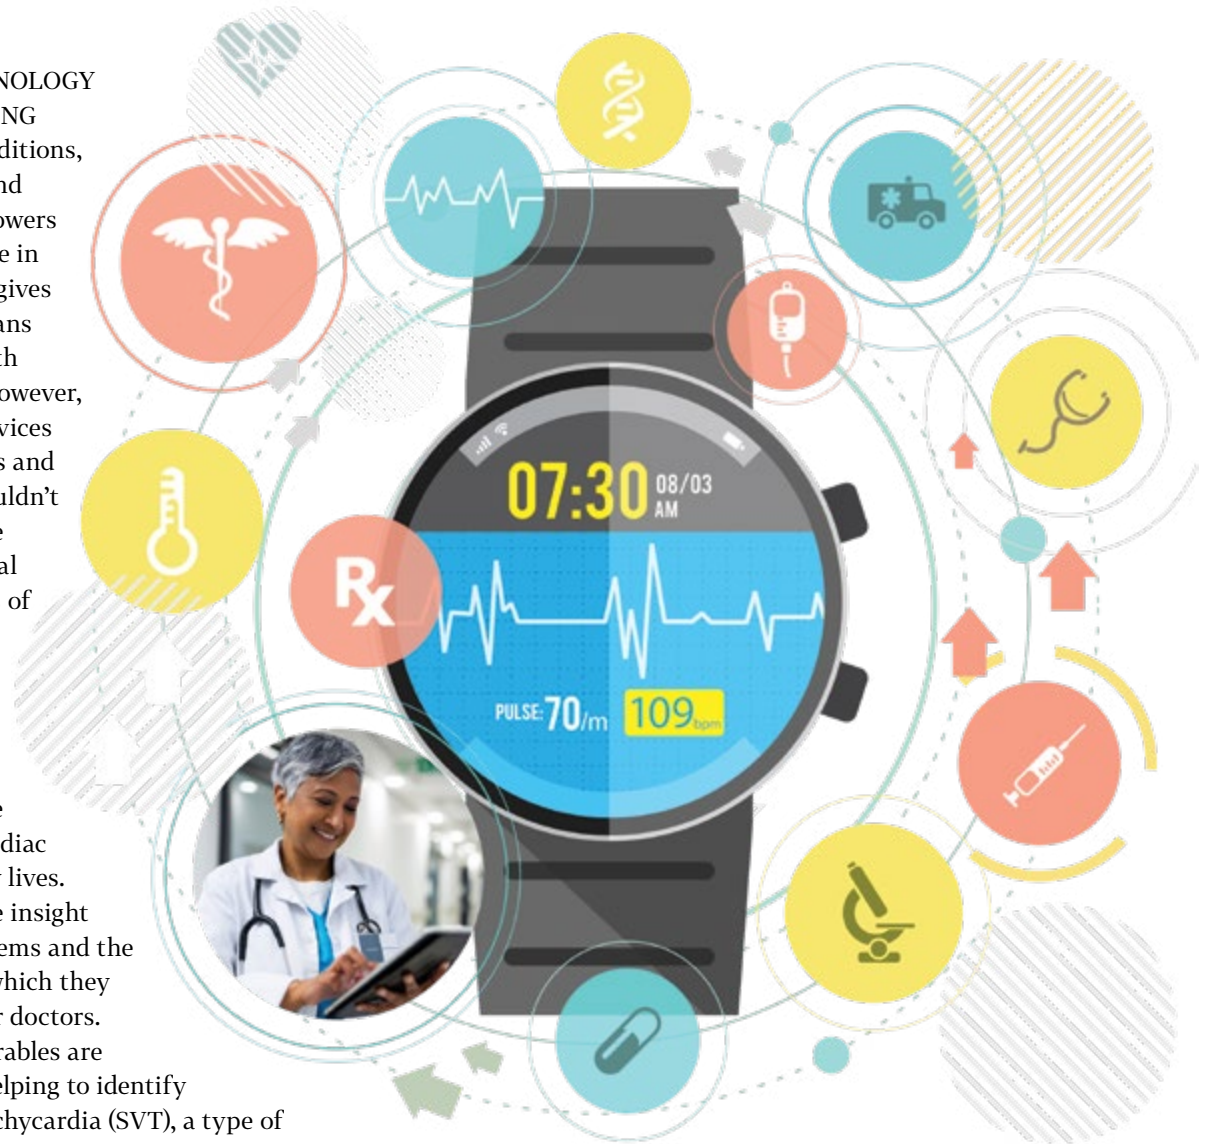 NOLOGY
NG
ditions,
nd
owers
e in
gives
ans
th
owever,
vices
s and
uldn’t
e
al
of
e
diac
lives.
e insight
ems and the
which they
r doctors.
rables are
elping to identify
chycardia (SVT), a type of
07:30
08/03
AM
Rx
PULSE:70/m
109bpm